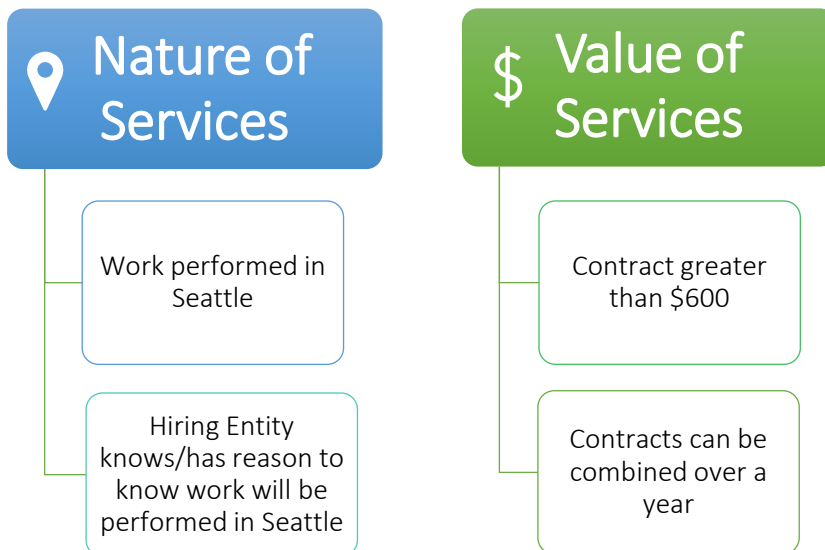 Nature of
Services
Work performed in
Seattle
Hiring Entity
knows/has reason to
know work will be
performed in Seattle
$
Value of
Services
Contract greater
than $600
Contracts can be
combined over a
year